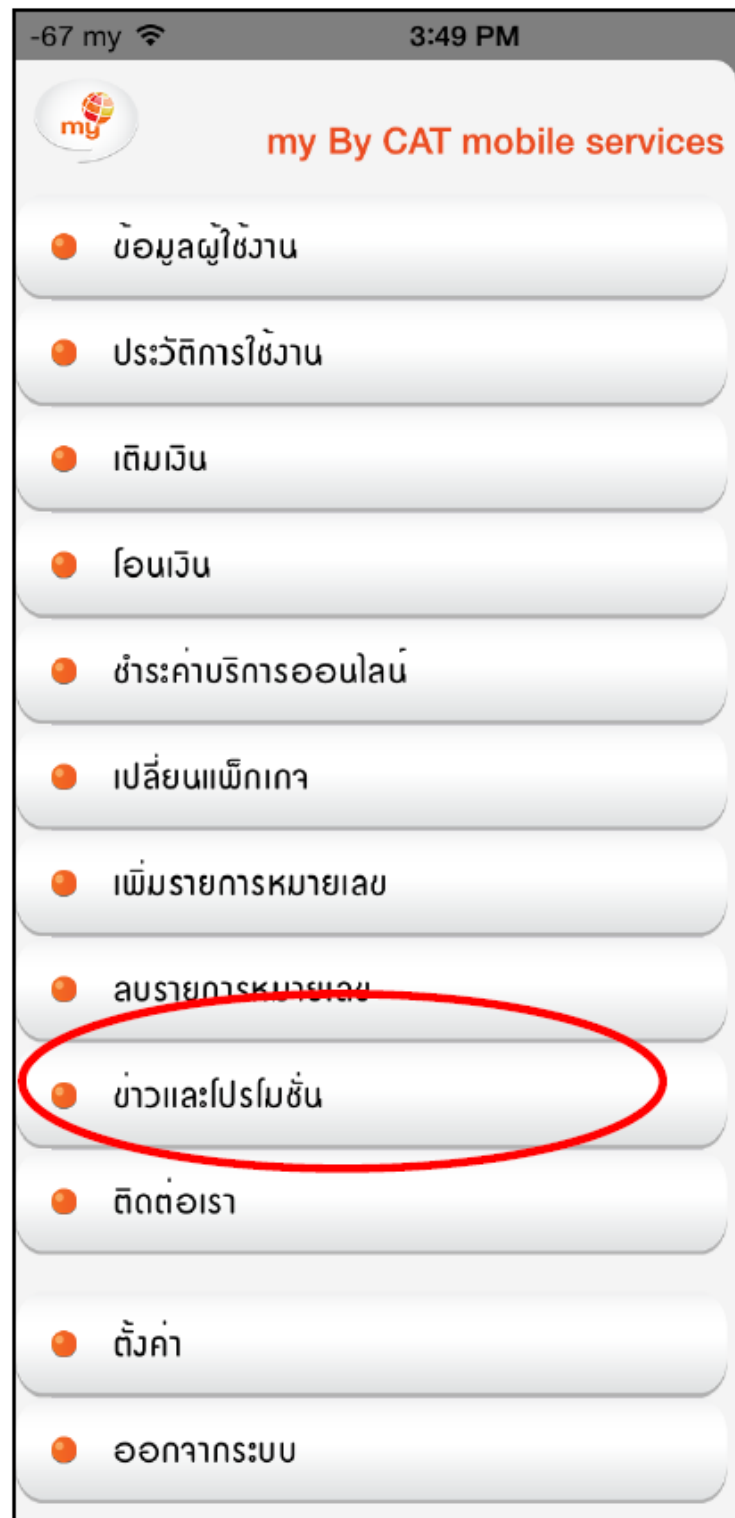 -67 my 3:49 PM
my
my By CAT mobile services
ข้อมูลผู้ใช้งาน
ประวัติการใช้งาน
เติมเงิน
โอนเงิน
ชำระค่าบริการออนไลน์
เปลี่ยนแพ็กเกจ
เพิ่มรายการหมายเลข
ลบรายการหมายเลข
ข่าวและโปรโมชั่น
ติดต่อเรา
ตั้งค่า
ออกจากระบบ